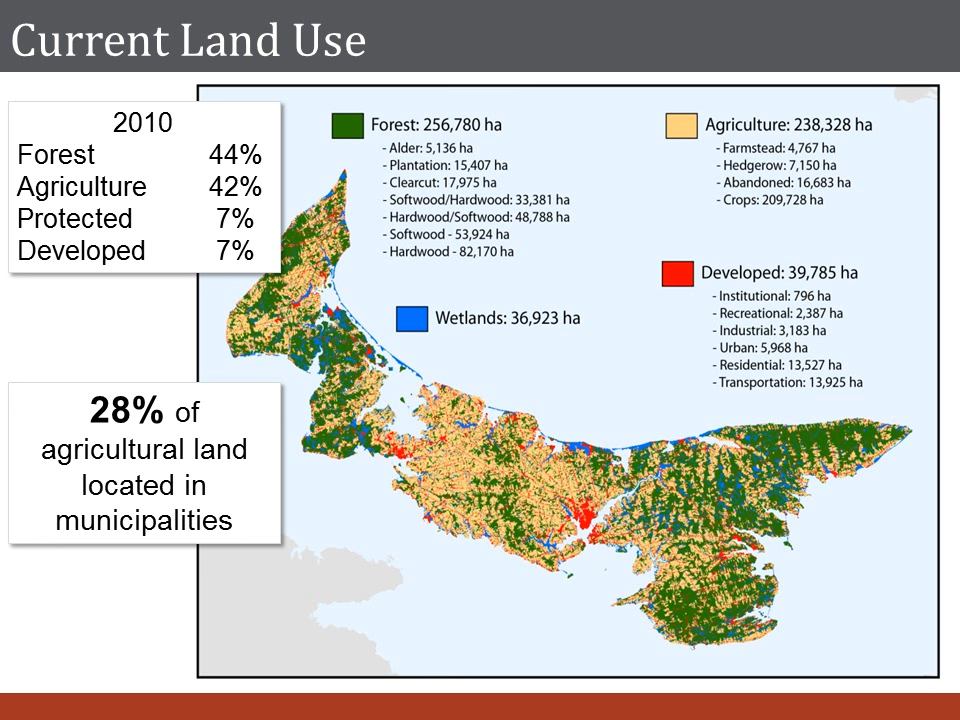 Current Land Use
2010
Forest 44%
Agriculture 42%
Protected 7%
Developed 7%
28% of
agricultural land
located in
municipalities
Forest: 256,780 ha
- Alder: 5,136 ha
- Plantation: 15,407 ha
- Clearcut: 17,975 ha
- Softwood/Hardwood: 33,381 ha
- Hardwood/Softwood: 48,788 ha
- Softwood - 53,924 ha
- Hardwood - 82,170 ha
Agriculture: 238,328 ha
- Farmstead: 4,767 ha
- Hedgerow: 7,150 ha
- Abandoned: 16,683 ha
- Crops: 209,728 ha
Wetlands: 36,923 ha
Developed: 39,785 ha
- Institutional: 796 ha
- Recreational: 2,387 ha
- Industrial: 3,183 ha
- Urban: 5,968 ha
- Residential: 13,527 ha
- Transportation: 13,925 ha